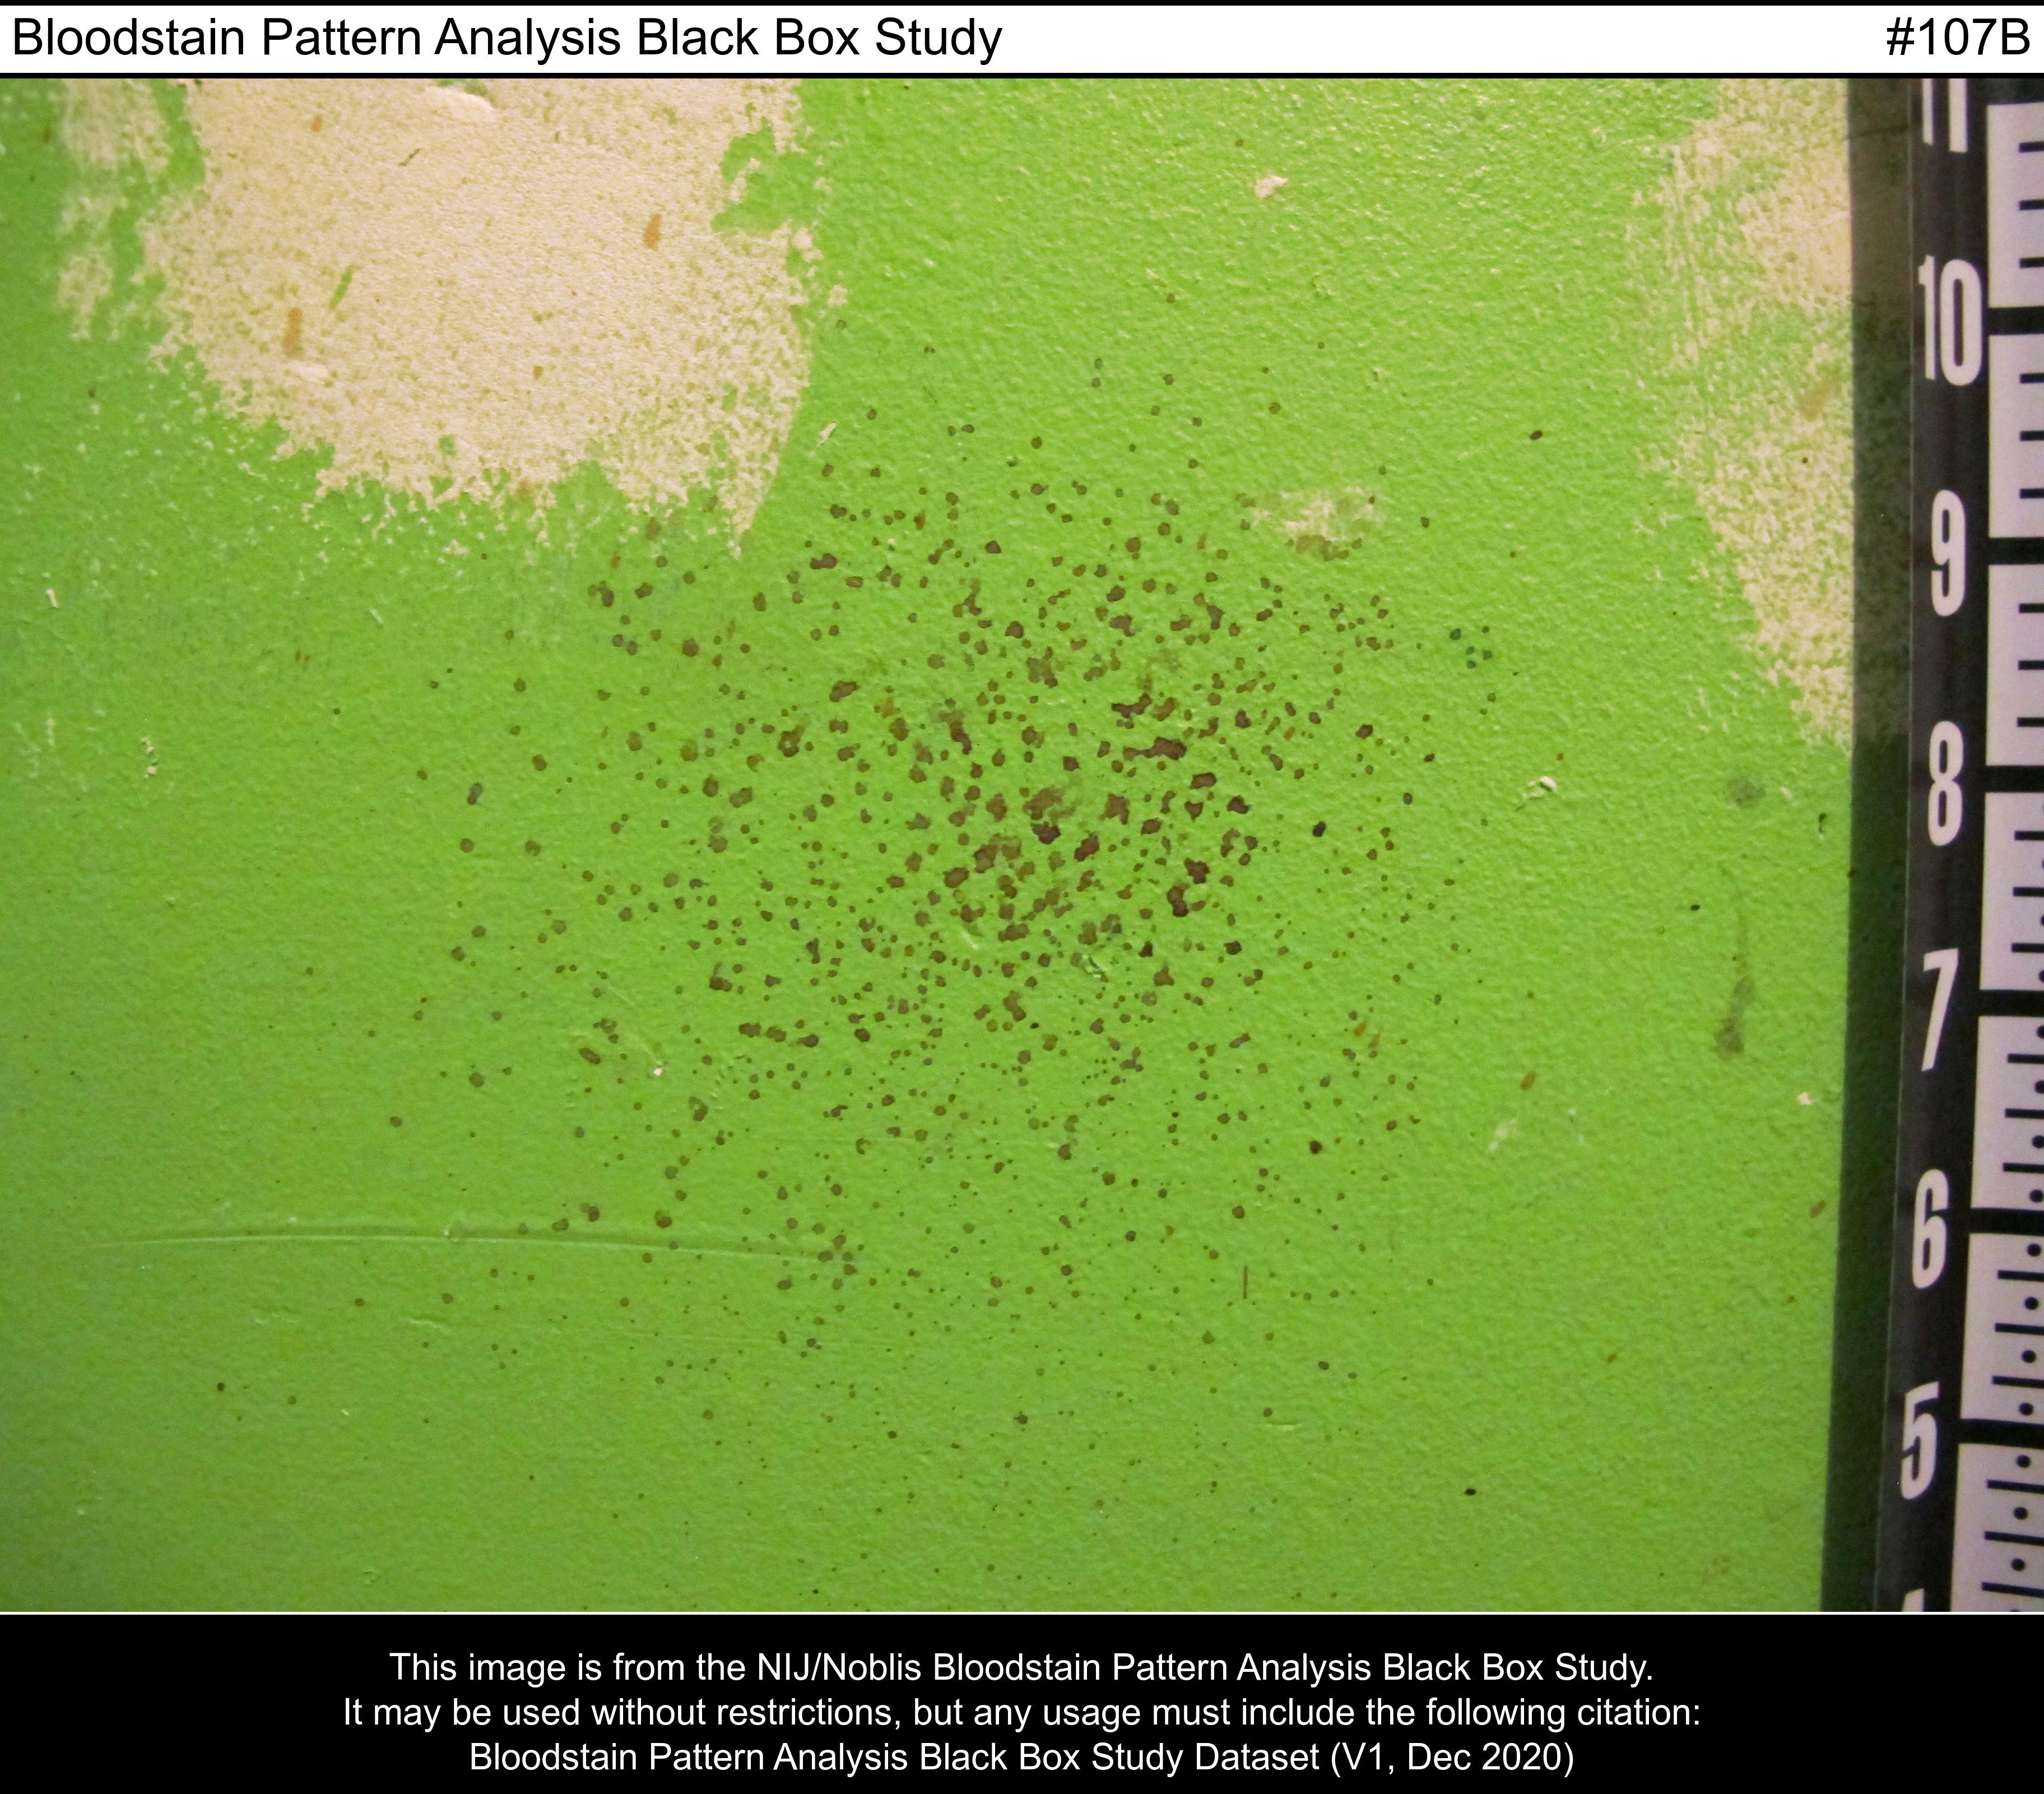 Bloodstain Pattern Analysis Black Box Study #107B
11
10
9
8
7
6
5
This image is from the NIJ/Noblis Bloodstain Pattern Analysis Black Box Study.
It may be used without restrictions, but any usage must include the following citation:
Bloodstain Pattern Analysis Black Box Study Dataset (V1, Dec 2020)